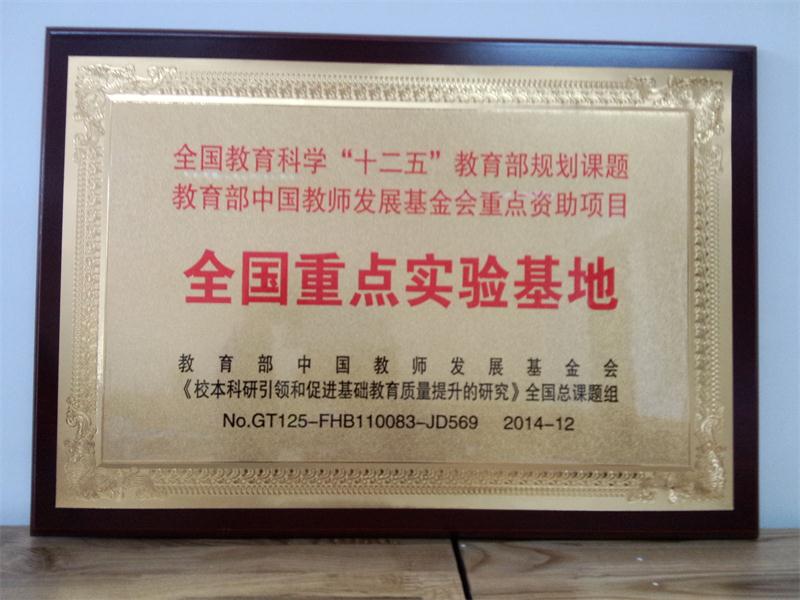 全国教育科学“十二五”教育部规划课题
教育部中国教师发展基金会重点资助项目
全国重点实验基地
教育部中国教师发展基金会
《校本科研引领和促进基础教育质量提升的研究》全国总课题组
No.GT125-FHB110083-JD569 2014-12